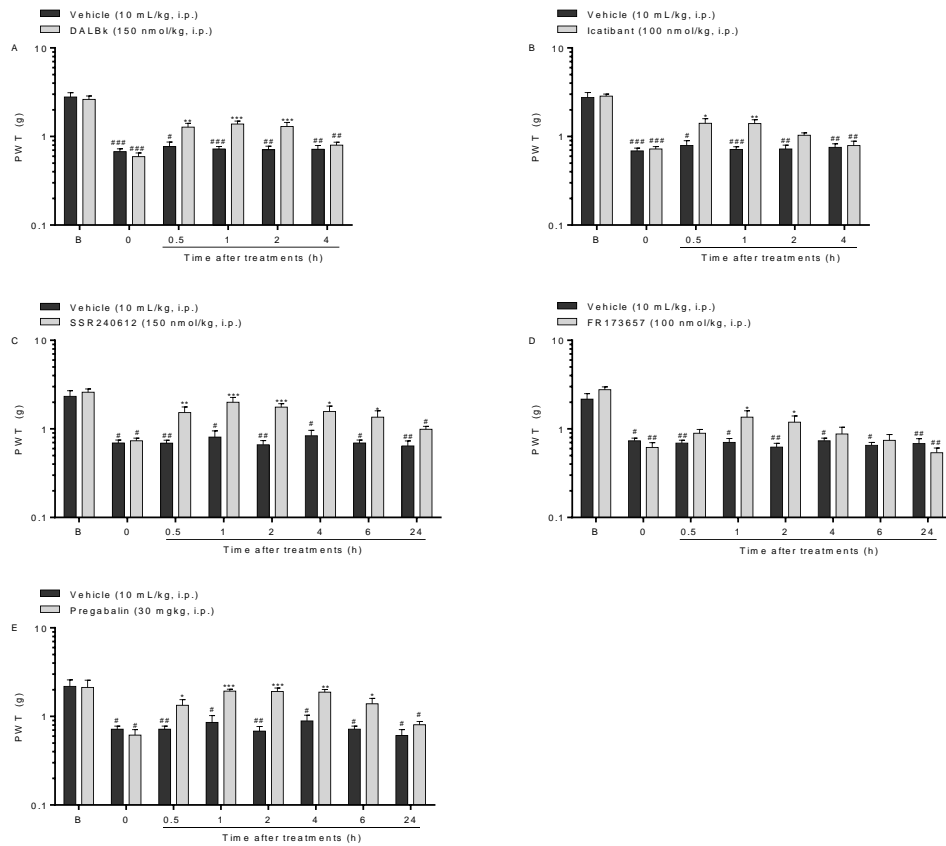 Vehicle (10 mL/kg, i.p.)
DALBk (150 nmol/kg, i.p.)
A
10
1
0.1
PWT (g)
### ### # ** ### *** ## *** ## ##
B 0 0.5 1 2 4
Time after treatments (h)
Vehicle (10 mL/kg, i.p.)
Icatibant (100 nmol/kg, i.p.)
B
10
1
0.1
PWT (g)
### ### # * ### ** ## ## ##
B 0 0.5 1 2 4
Time after treatments (h)
Vehicle (10 mL/kg, i.p.)
SSR240612 (150 nmol/kg, i.p.)
C
10
1
0.1
PWT (g)
# # ## ** # *** ## *** # * # * ## #
B 0 0.5 1 2 4 6 24
Time after treatments (h)
Vehicle (10 mL/kg, i.p.)
FR173657 (100 nmol/kg, i.p.)
D
10
1
0.1
PWT (g)
# ## ## # * ## * # # ## ##
B 0 0.5 1 2 4 6 24
Time after treatments (h)
Vehicle (10 mL/kg, i.p.)
Pregabalin (30 mgkg, i.p.)
E
10
1
0.1
PWT (g)
# # ## * # *** ## *** # ** # * # #
B 0 0.5 1 2 4 6 24
Time after treatments (h)